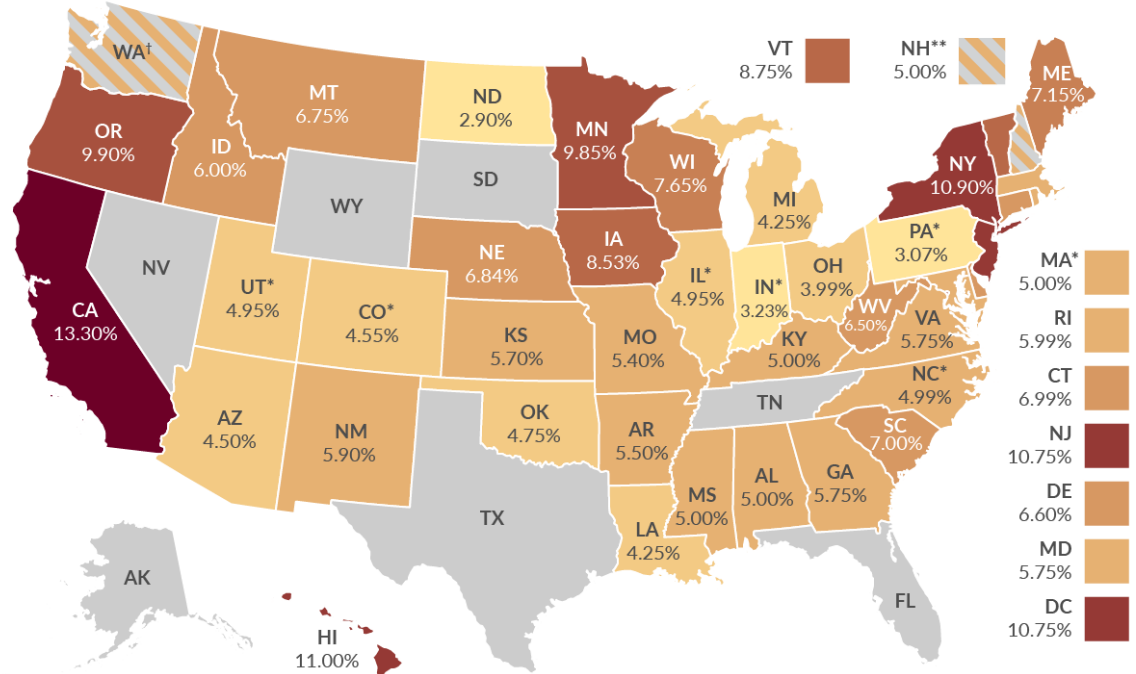 WA†
VT
8.75%
NH**
5.00%
ME
7.15%
MT
6.75%
ND
2.90%
MN
9.85%
OR
9.90%
ID
6.00%
WI
7.65%
NY
10.90%
SD
WY
MI
4.25%
IA
8.53%
NE
6.84%
PA*
3.07%
NV
UT*
4.95%
CO*
4.55%
IL*
4.95%
IN*
3.23%
OH
3.99%
MA*
5.00%
CA
13.30%
KS
5.70%
MO
5.40%
KY
5.00%
WV
6.50%
VA
5.75%
RI
5.99%
AZ
4.50%
NM
5.90%
OK
4.75%
AR
5.50%
TN
NC*
4.99%
SC
7.00%
CT
6.99%
NJ
10.75%
TX
LA
4.25%
MS
5.00%
AL
5.00%
GA
5.75%
DE
6.60%
AK
HI
11.00%
FL
MD
5.75%
DC
10.75%